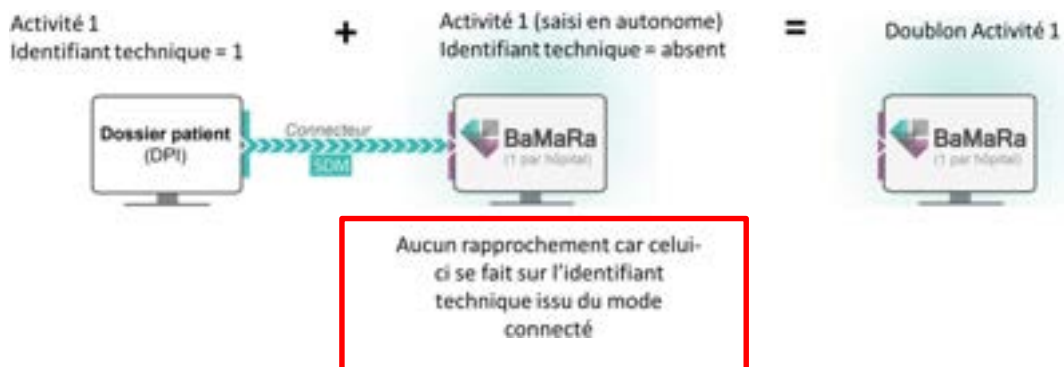 Activité 1
Identifiant technique = 1
+
Activité 1 (saisi en autonome)
Identifiant technique = absent
=
Doublon Activité 1
Dossier patient
(DPI)
Connecteur
SDM
BaMaRa
(1 par hôpital)
BaMaRa
(1 par hôpital)
Aucun rapprochement car celui-
ci se fait sur l'identifiant
technique issu du mode
connecté